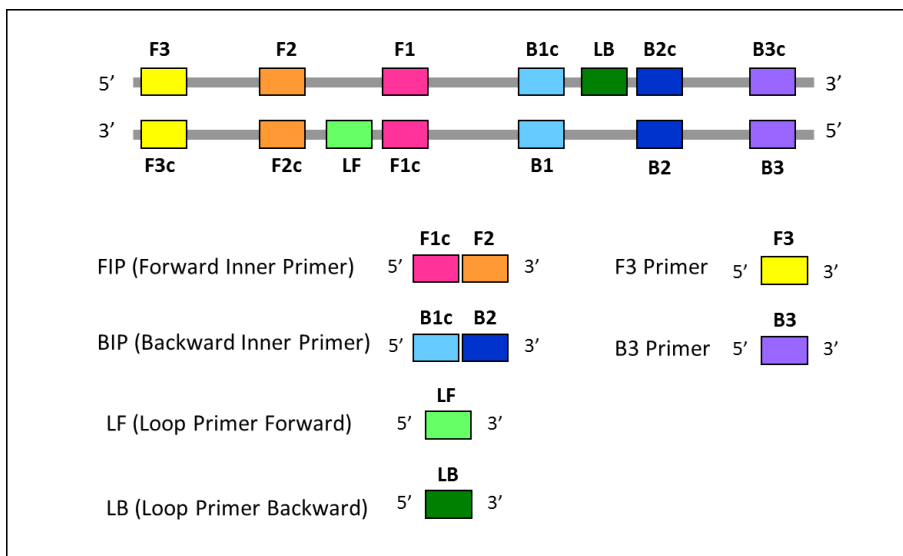 F3 F2 F1 B1c LB B2c B3c
5’ 3’
3’ 5’
F3c F2c LF F1c B1 B2 B3
F1c F2
FIP (Forward Inner Primer) 5’ 3’
F3
F3 Primer 5’ 3’
B1c B2
BIP (Backward Inner Primer) 5’ 3’
B3
B3 Primer 5’ 3’
LF
LF (Loop Primer Forward) 5’ 3’
LB
LB (Loop Primer Backward) 5’ 3’